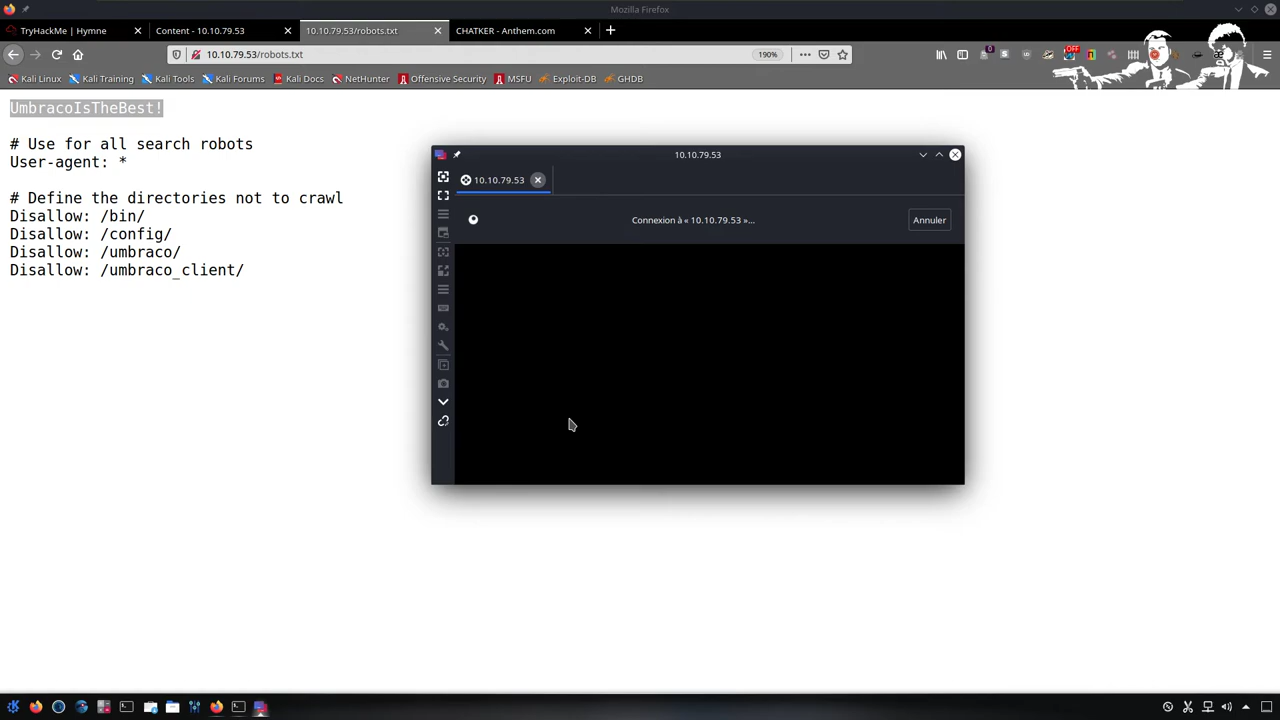 Mozilla Firefox
TryHackMe | Hymne
Content - 10.10.79.53
10.10.79.53/robots.txt
CHATKER - Anthem.com
10.10.79.53/robots.txt
190%
OFF
Kali Linux
Kali Training
Kali Tools
Kali Forums
Kali Docs
NetHunter
Offensive Security
MSFU
Exploit-DB
GHDB
UmbracoIsTheBest!
# Use for all search robots
User-agent: *
# Define the directories not to crawl
Disallow: /bin/
Disallow: /config/
Disallow: /umbraco/
Disallow: /umbraco_client/
10.10.79.53
10.10.79.53
Connexion à « 10.10.79.53 »...
Annuler